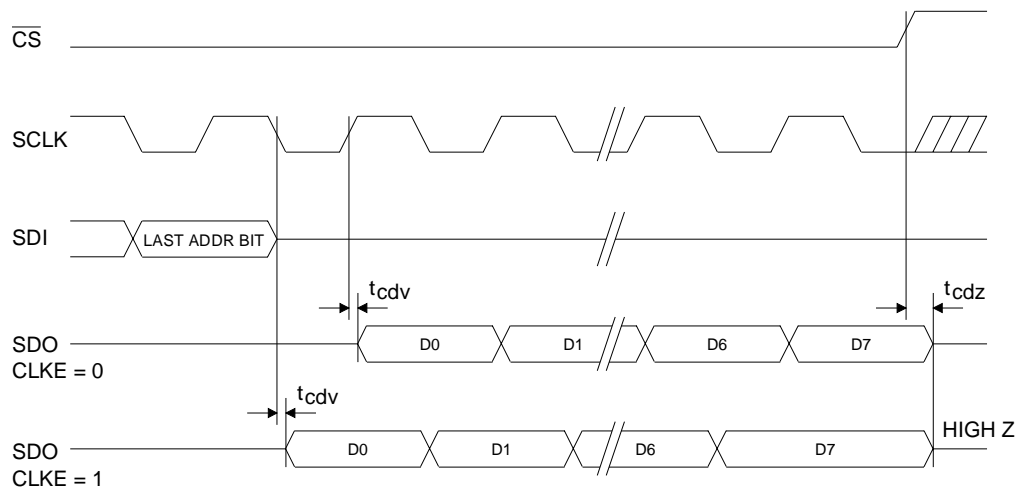 CS
SCLK
SDI LAST ADDR BIT
tcdv tcdz
SDO D0 D1 D6 D7
CLKE = 0
tcdv
HIGH Z
SDO D0 D1 D6 D7
CLKE = 1